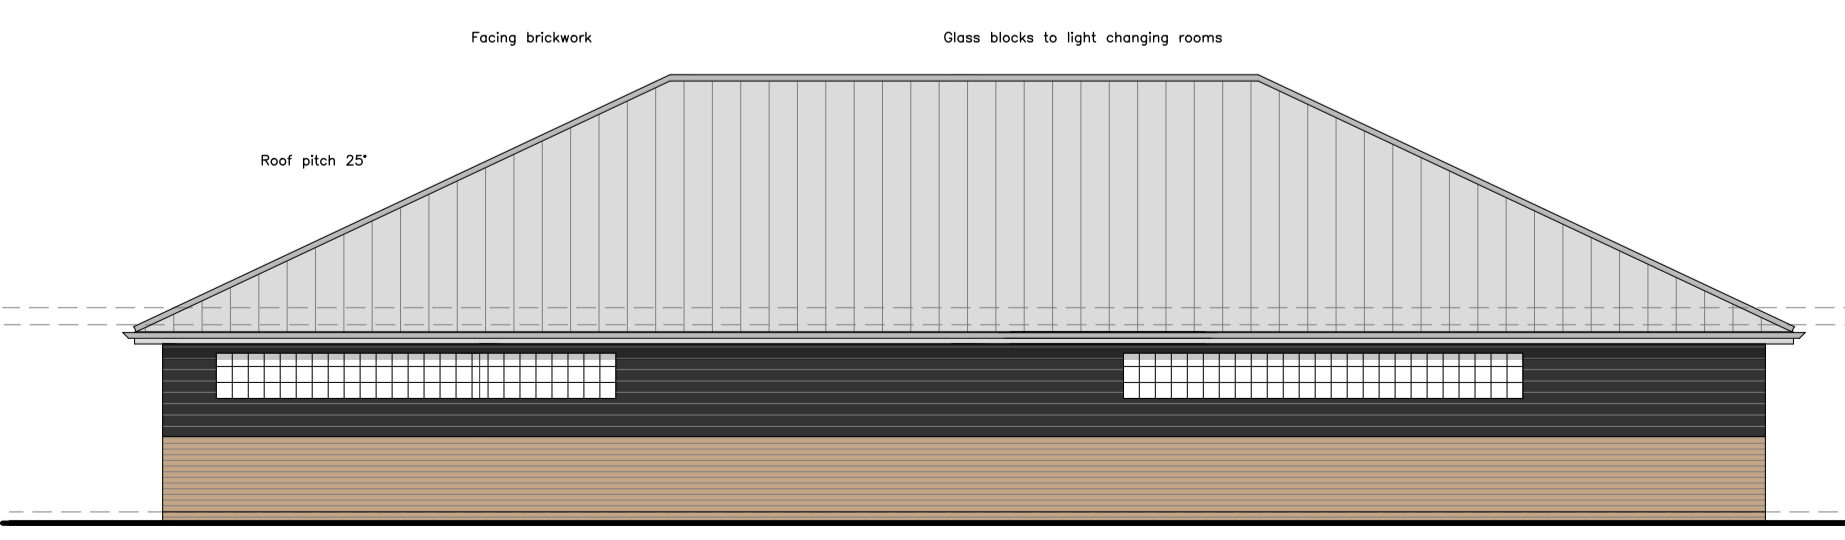 Facing brickwork
Glass blocks to light changing rooms
Roof pitch 25°